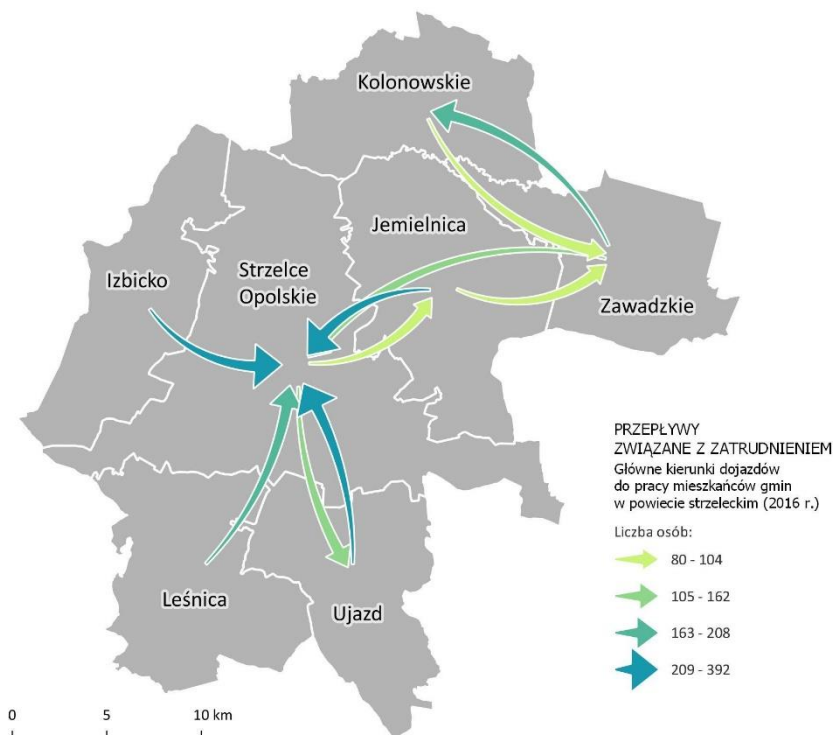 Kolonowskie
Jemielnica
Izbicko
Strzelce
Opolskie
Zawadzkie
Leśnica
Ujazd
PRZEPŁYWY
ZWIĄZANE Z ZATRUDNIENIEM
Główne kierunki dojazdów
do pracy mieszkańców gmin
w powiecie strzeleckim (2016 r.)
Liczba osób:
80 - 104
105 - 162
163 - 208
209 - 392
0 5 10 km